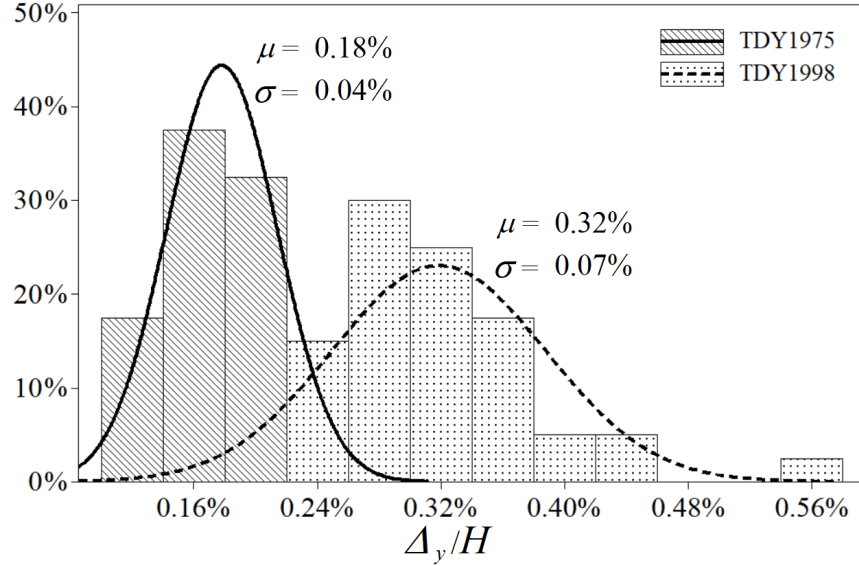 50%
40%
30%
20%
10%
0%
μ = 0.18%
σ = 0.04%
TDY1975
TDY1998
μ = 0.32%
σ = 0.07%
0.16%
0.24%
0.32%
0.40%
0.48%
0.56%
Δy/H